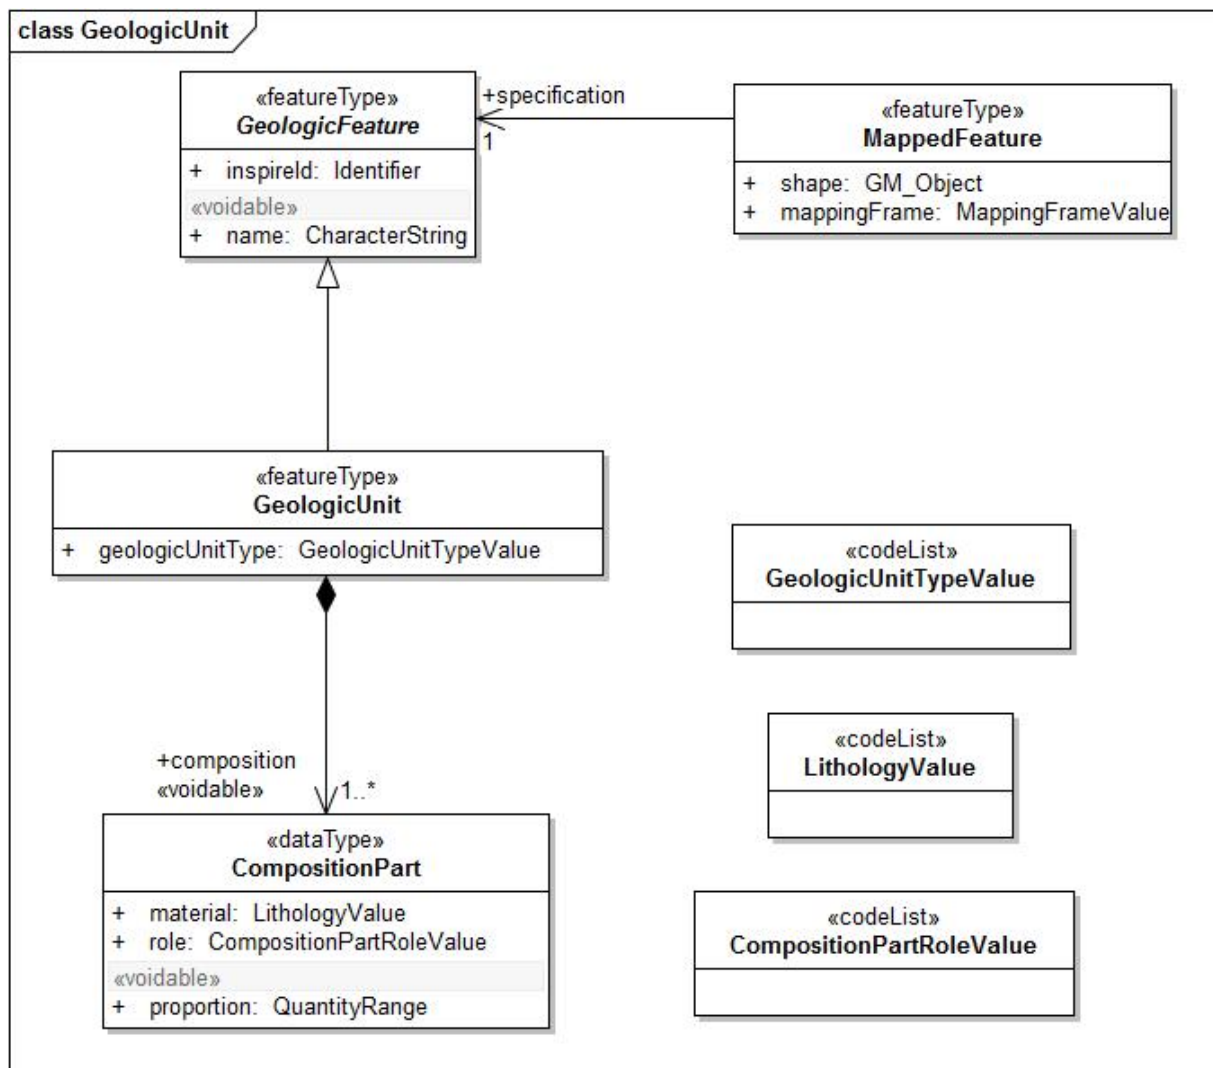 class GeologicUnit
«featureType»
GeologicFeature
+ inspireId: Identifier
«voidable»
+ name: CharacterString
+specification
1
«featureType»
MappedFeature
+ shape: GM_Object
+ mappingFrame: MappingFrameValue
«featureType»
GeologicUnit
+ geologicUnitType: GeologicUnitTypeValue
«codeList»
GeologicUnitTypeValue
«codeList»
LithologyValue
+composition
«voidable»
1..*
«dataType»
CompositionPart
+ material: LithologyValue
+ role: CompositionPartRoleValue
«voidable»
+ proportion: QuantityRange
«codeList»
CompositionPartRoleValue